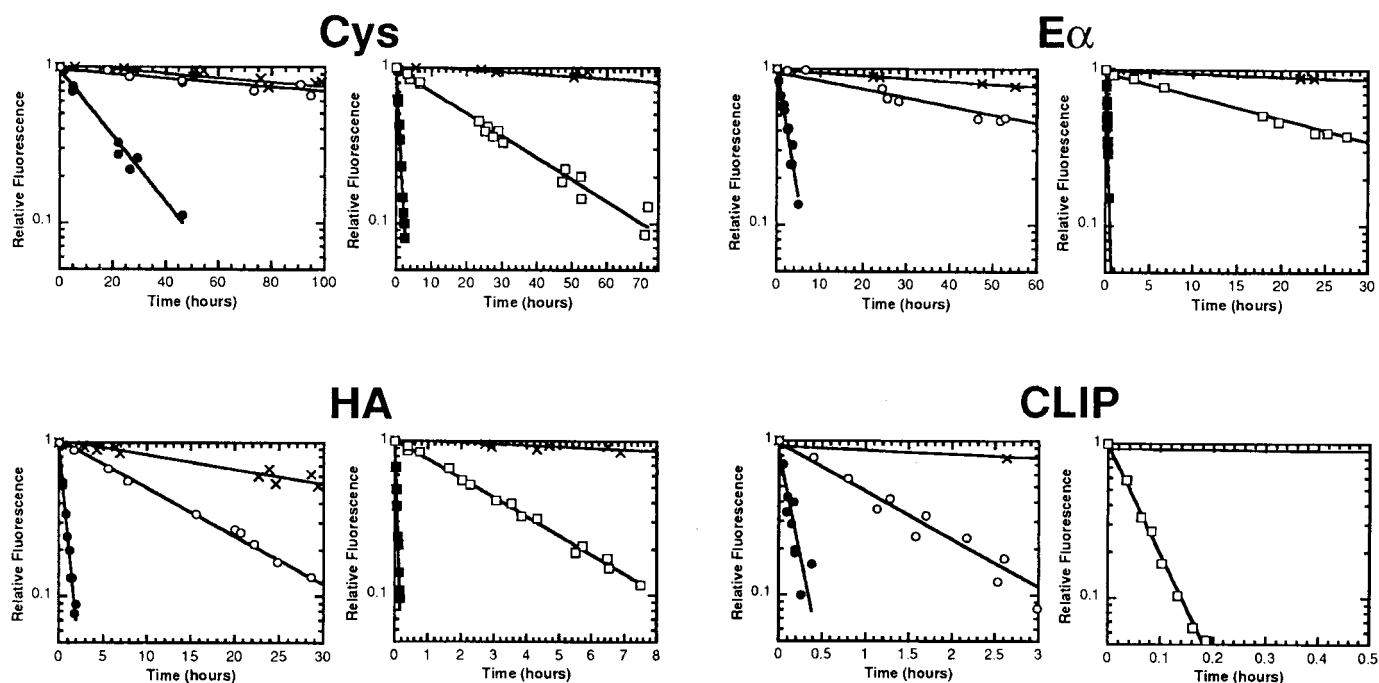 Cys
Eα
1
0.1
Relative Fluorescence
0 20 40 60 80 100
Time (hours)
1
0.1
Relative Fluorescence
0 10 20 30 40 50 60 70
Time (hours)
1
0.1
Relative Fluorescence
0 10 20 30 40 50 60
Time (hours)
1
0.1
Relative Fluorescence
0 5 10 15 20 25 30
Time (hours)
HA
CLIP
1
0.1
Relative Fluorescence
0 5 10 15 20 25 30
Time (hours)
1
0.1
Relative Fluorescence
0 1 2 3 4 5 6 7 8
Time (hours)
1
0.1
Relative Fluorescence
0 0.5 1 1.5 2 2.5 3
Time (hours)
1
0.1
Relative Fluorescence
0 0.1 0.2 0.3 0.4 0.5
Time (hours)